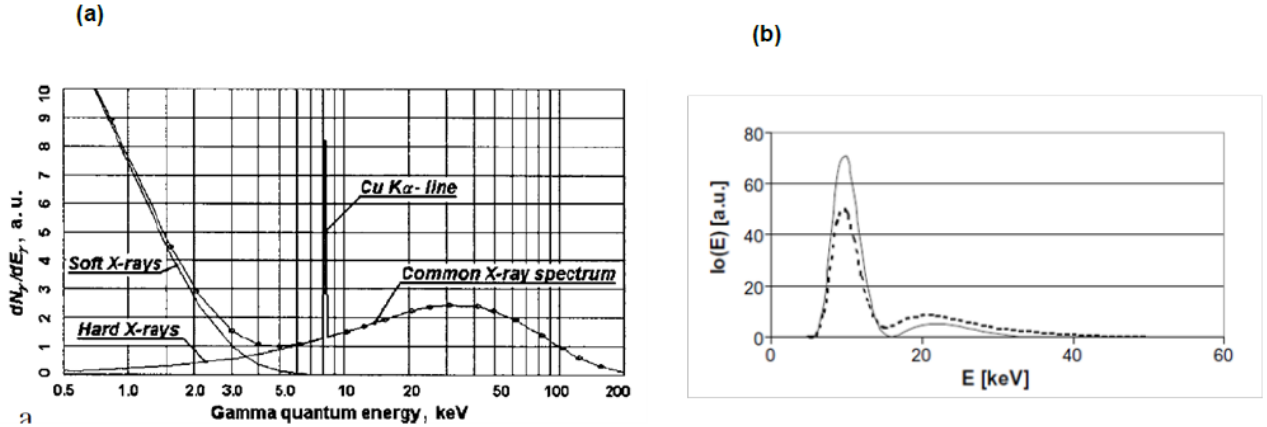 (a)
(b)
10
9
8
7
6
5
4
3
2
1
0
dNγ/dEγ, a. u.
Cu Kα- line
Soft X-rays
Common X-ray spectrum
Hard X-rays
0.5 1.0 2.0 3.0 5.0 10 20 30 50 100 200
Gamma quantum energy, keV
a
80
60
40
20
0
Io(E) [a.u.]
0 20 40 60
E [keV]